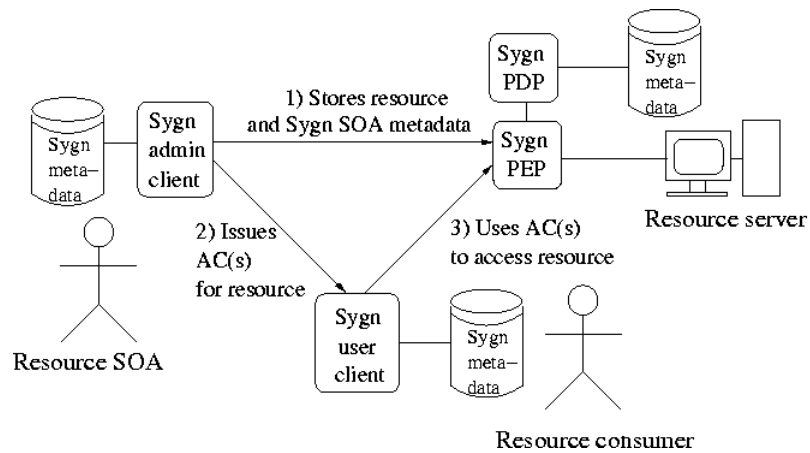 Sygn
PDP
Sygn
meta-
data
1) Stores resource
and Sygn SOA metadata
Sygn
admin
client
Sygn
meta-
data
Sygn
PEP
Resource server
2) Issues
AC(s)
for resource
3) Uses AC(s)
to access resource
Sygn
user
client
Sygn
meta-
data
Resource SOA
Resource consumer